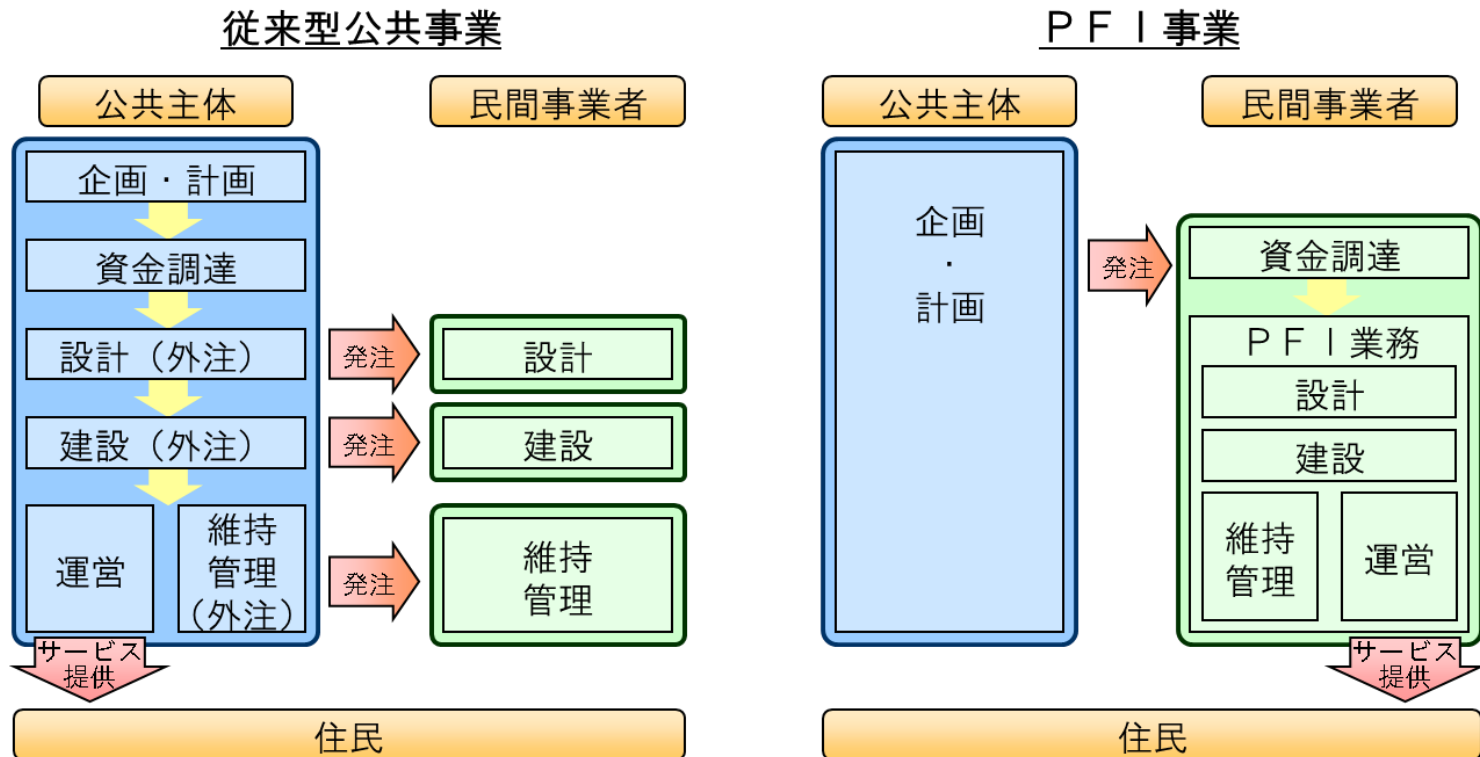 従来型公共事業
公共主体
民間事業者
企画・計画
資金調達
設計（外注）
発注
設計
建設（外注）
発注
建設
運営
維持
管理
（外注）
発注
維持
管理
サービス
提供
住民
ＰＦＩ事業
公共主体
民間事業者
企画
・
計画
発注
資金調達
ＰＦＩ業務
設計
建設
維持
管理
運営
サービス
提供
住民